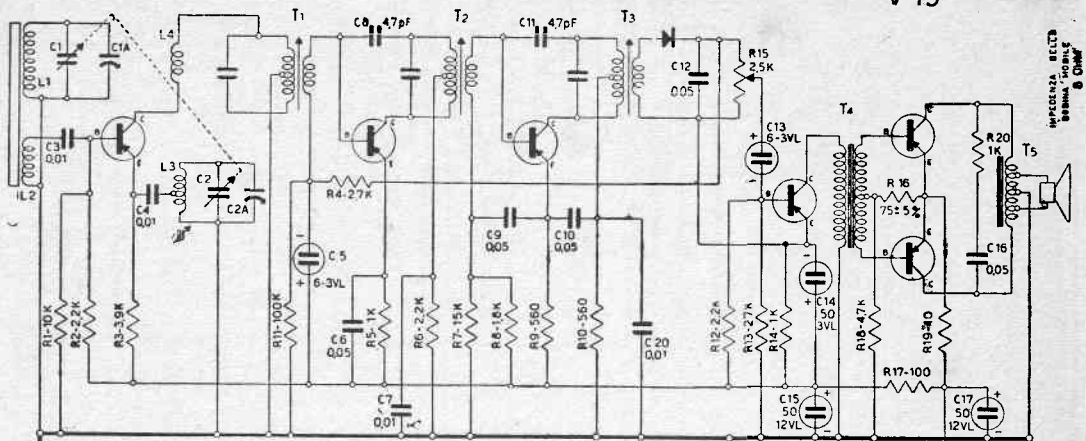 V 15
T1
C8 4,7pF
T2
C11 4,7pF
T3
C1
C1A
L4
L1
R15
2,5K
C12
0,05
IMPEDENZA DELLA
BOBINA MOBILE
8 OHM
T4
C
B
E
C3
0,01
L2
L3
C2
C2A
C4
0,01
C
B
E
R4-2,7K
C
B
E
C13
6-3VL
C
B
E
C
B
E
R20
1K
T5
R 16
75±5%
C9
0,05
C10
0,05
C5
6-3VL
C16
0,05
C
B
E
R1-10K
R2-2,2K
R3-3,9K
R11-100K
C6
0,05
R5-1K
R6-2,2K
R7-15K
R8-1,8K
R9-560
R10-560
C20
0,01
R12-2,2K
R13-27K
R14-1K
C14
50
3VL
R18-4,7K
R19-10
C7
0,01
R17-100
C15
50
12VL
C17
50
12VL